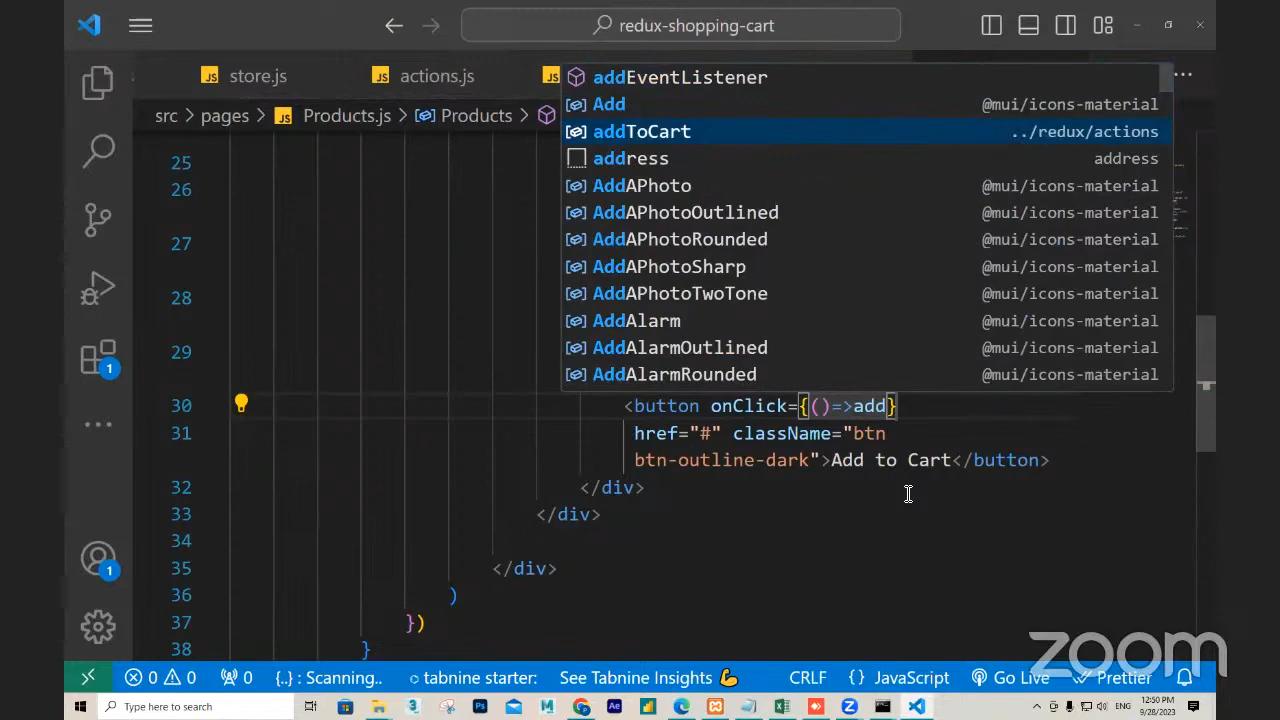 redux-shopping-cart
store.js
actions.js
src > pages > Products.js > Products >
addEventListener
Add @mui/icons-material
addToCart ../redux/actions
address address
AddAPhoto @mui/icons-material
AddAPhotoOutlined @mui/icons-material
AddAPhotoRounded @mui/icons-material
AddAPhotoSharp @mui/icons-material
AddAPhotoTwoTone @mui/icons-material
AddAlarm @mui/icons-material
AddAlarmOutlined @mui/icons-material
AddAlarmRounded @mui/icons-material
25
26
27
28
29
30 <button onClick={()=>add}
31 href="#" className="btn
btn-outline-dark">Add to Cart</button>
32 </div>
33 </div>
34
35 </div>
36 )
37 })
38 }
1
1
zoom
0 0 0 {..} : Scanning.. tabnine starter: See Tabnine Insights CRLF {} JavaScript Go Live Prettier
Type here to search
12:50 PM
9/28/2023